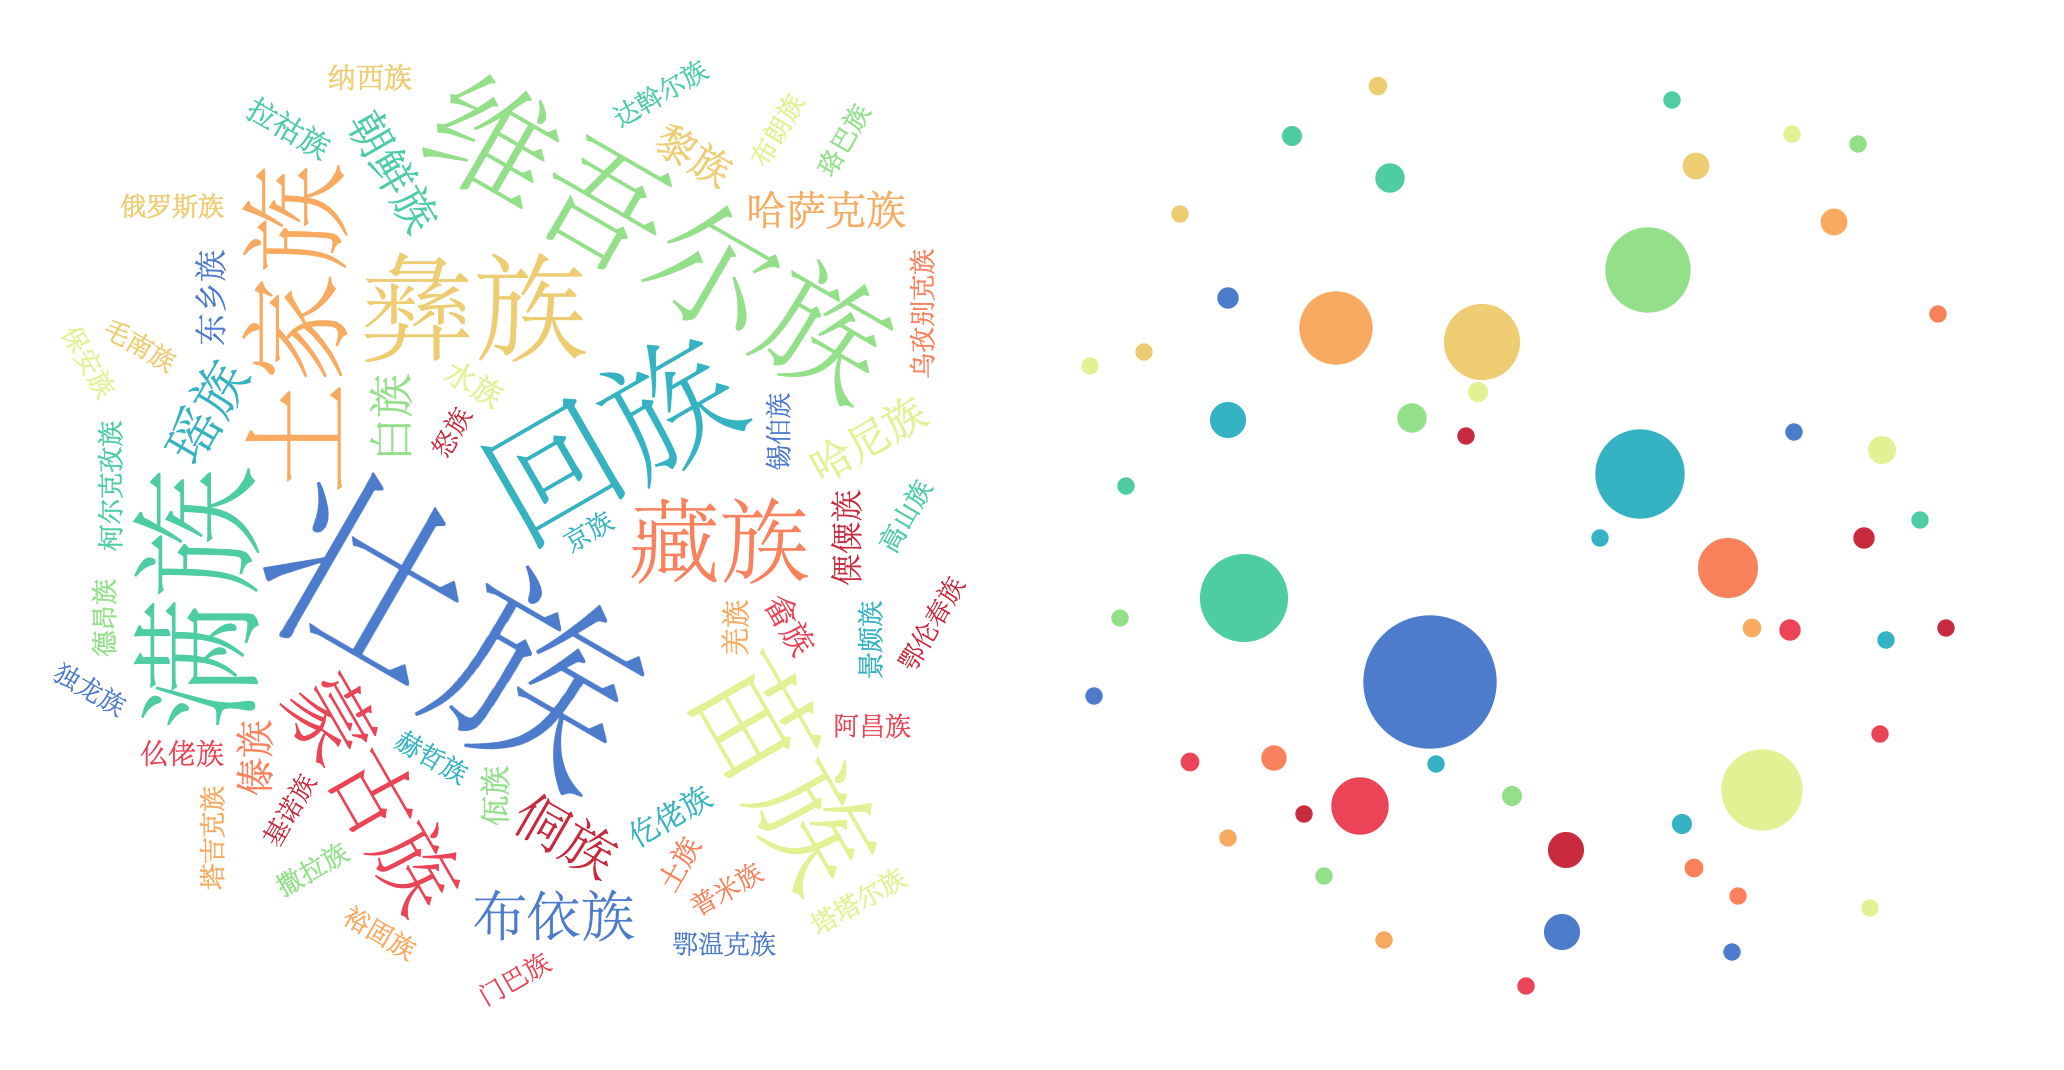 纳西族
达斡尔族
拉祜族
朝鲜族
维吾尔族
黎族
布朗族
珞巴族
俄罗斯族
土家族
哈萨克族
东乡族
彝族
乌孜别克族
保安族
毛南族
瑶族
白族
水族
怒族
回族
锡伯族
哈尼族
柯尔克孜族
满族
壮族
京族
藏族
傈僳族
高山族
德昂族
独龙族
羌族
畲族
景颇族
鄂伦春族
仫佬族
傣族
蒙古族
赫哲族
苗族
阿昌族
塔吉克族
基诺族
佤族
侗族
仡佬族
撒拉族
土族
普米族
塔塔尔族
裕固族
布依族
鄂温克族
门巴族